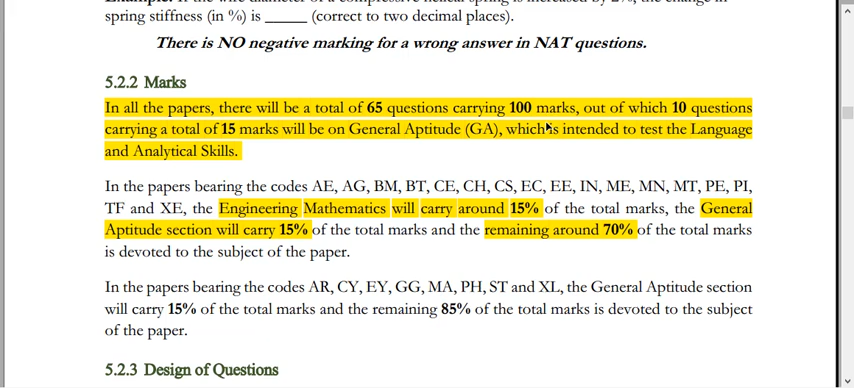 spring stiffness (in %) is _____ (correct to two decimal places).
There is NO negative marking for a wrong answer in NAT questions.
5.2.2 Marks
In all the papers, there will be a total of 65 questions carrying 100 marks, out of which 10 questions
carrying a total of 15 marks will be on General Aptitude (GA), which is intended to test the Language
and Analytical Skills.
In the papers bearing the codes AE, AG, BM, BT, CE, CH, CS, EC, EE, IN, ME, MN, MT, PE, PI,
TF and XE, the Engineering Mathematics will carry around 15% of the total marks, the General
Aptitude section will carry 15% of the total marks and the remaining around 70% of the total marks
is devoted to the subject of the paper.
In the papers bearing the codes AR, CY, EY, GG, MA, PH, ST and XL, the General Aptitude section
will carry 15% of the total marks and the remaining 85% of the total marks is devoted to the subject
of the paper.
5.2.3 Design of Questions